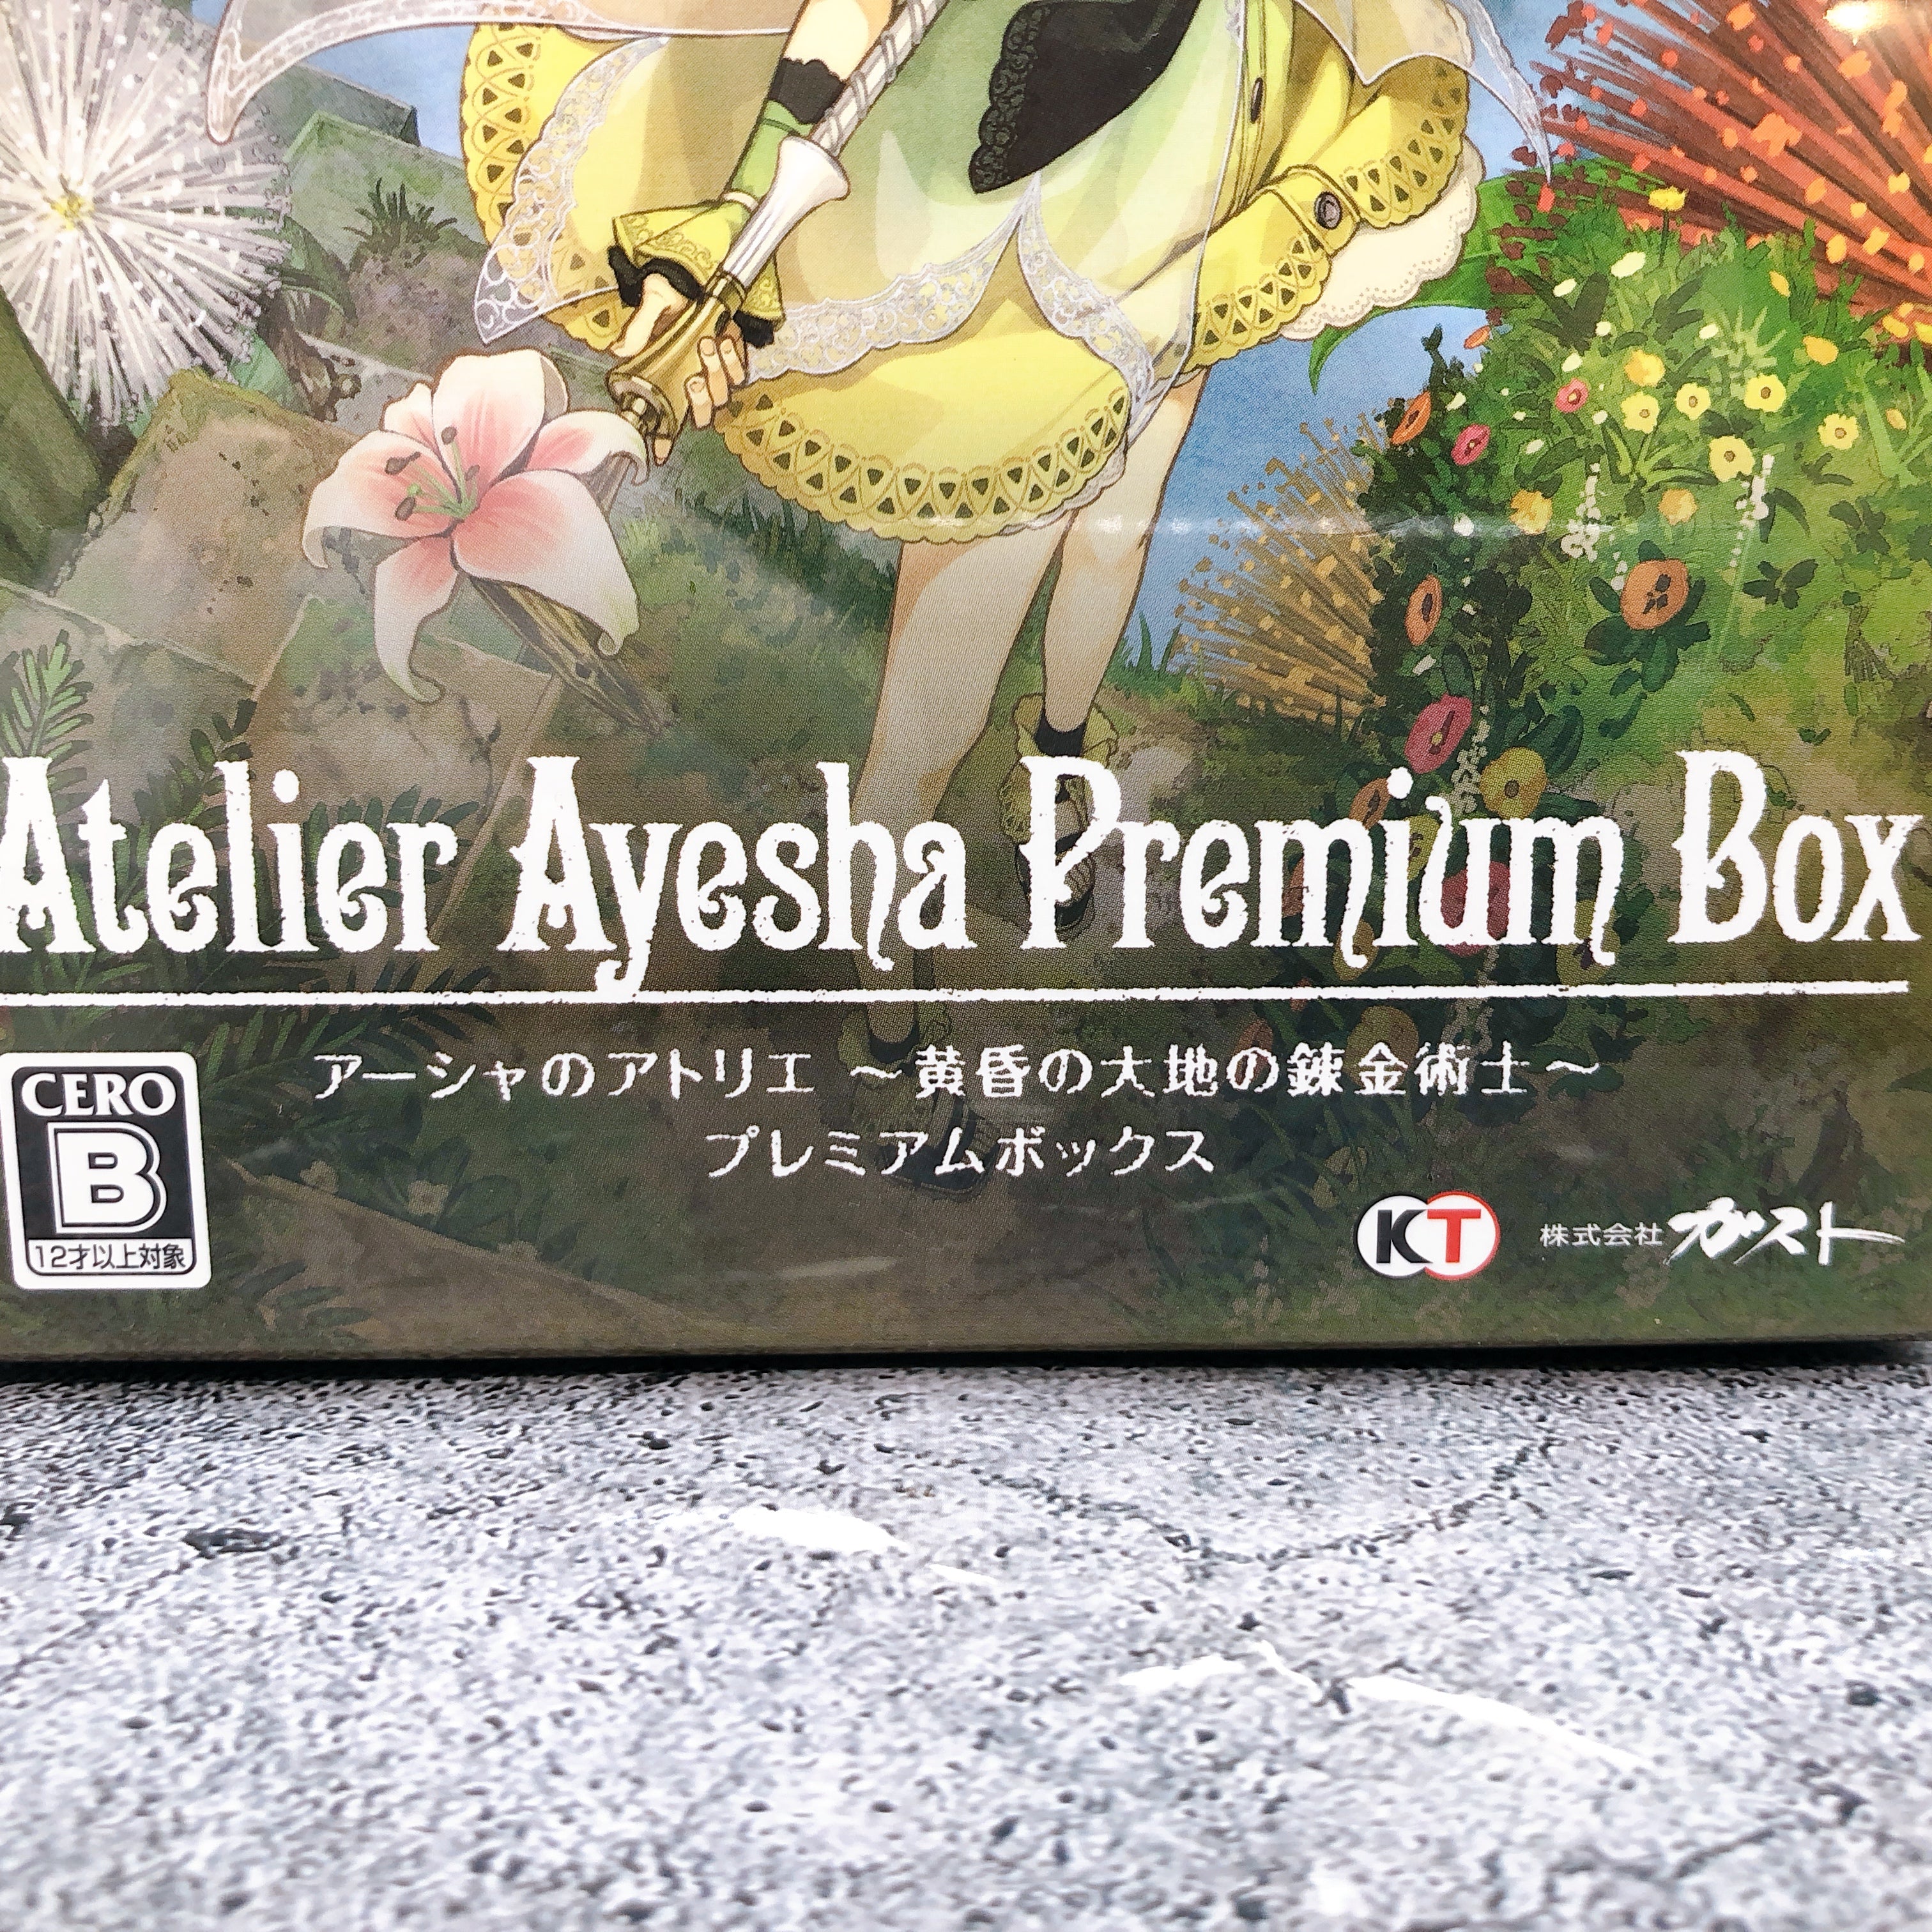 Atelier Ayesha Premium Box
アーシャのアトリエ ～黄昏の大地の錬金術士～
プレミアムボックス
CERO
B
12才以上対象
KT
株式会社ガスト